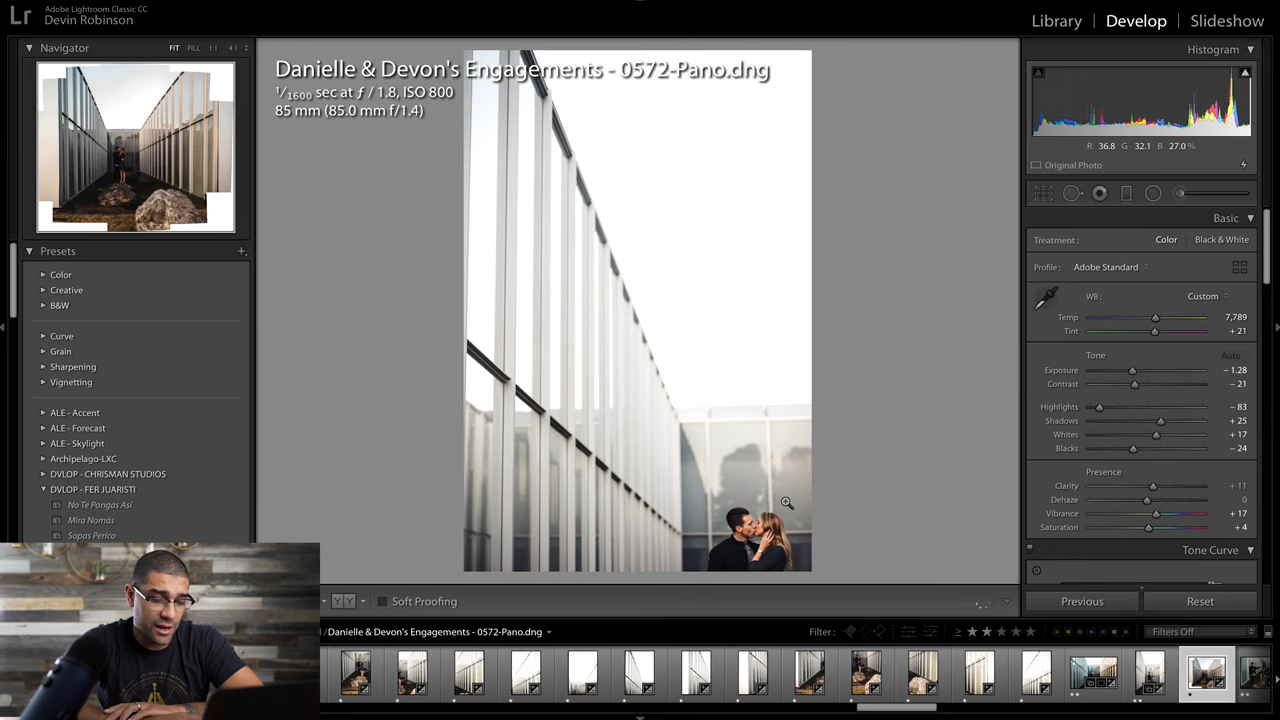 Lr
Adobe Lightroom Classic CC
Devin Robinson
Library | Develop | Slideshow
Navigator FIT FILL 1:1 4:1
Presets +
Color
Creative
B&W
Curve
Grain
Sharpening
Vignetting
ALE - Accent
ALE - Forecast
ALE - Skylight
Archipelago-LXC
DVLOP - CHRISMAN STUDIOS
DVLOP - FER JUARISTI
No Te Pongas Así
Mira Nomás
Sopas Perico
Danielle & Devon's Engagements - 0572-Pano.dng
1/1600 sec at ƒ / 1.8, ISO 800
85 mm (85.0 mm f/1.4)
Histogram
R 36.8 G 32.1 B 27.0 %
Original Photo
Basic
Treatment : Color | Black & White
Profile : Adobe Standard
WB : Custom
Temp 7,789
Tint + 21
Tone Auto
Exposure − 1.28
Contrast − 21
Highlights − 83
Shadows + 25
Whites + 17
Blacks − 24
Presence
Clarity + 11
Dehaze 0
Vibrance + 17
Saturation + 4
Tone Curve
YY Soft Proofing
Previous Reset
/ Danielle & Devon's Engagements - 0572-Pano.dng
Filter : ≥ ★★★★★ Filters Off